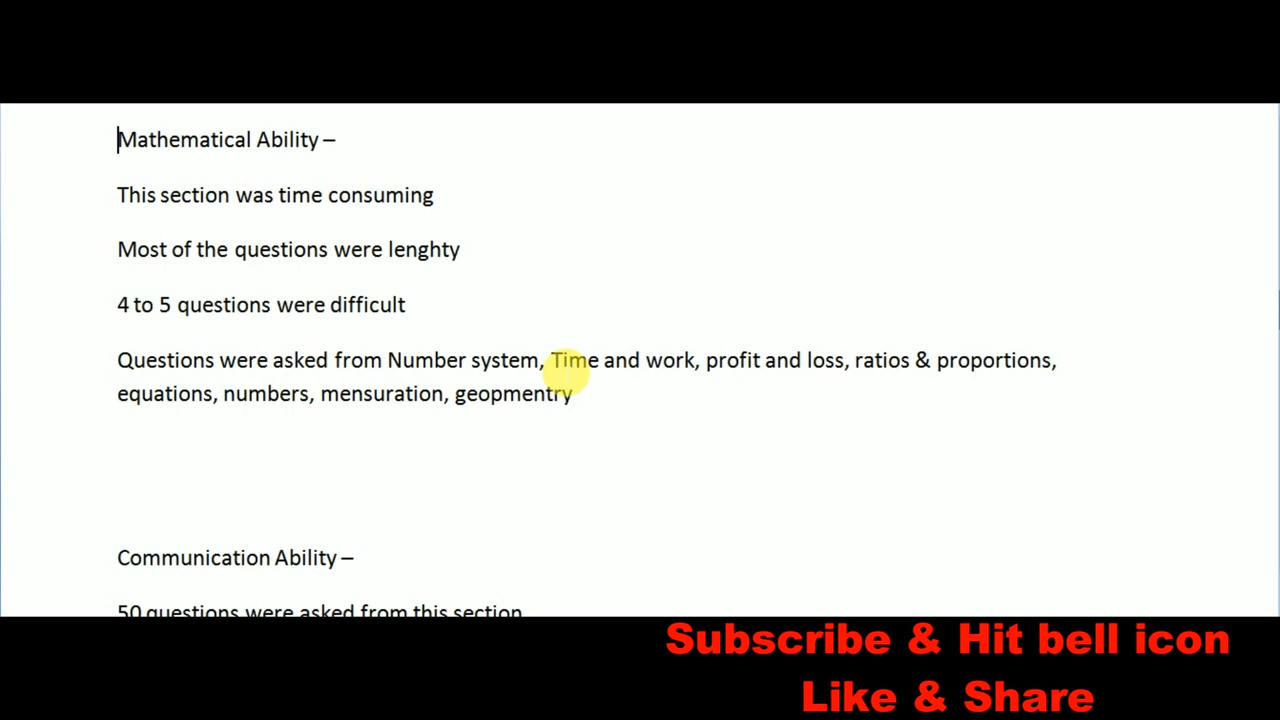 Mathematical Ability –
This section was time consuming
Most of the questions were lenghty
4 to 5 questions were difficult
Questions were asked from Number system, Time and work, profit and loss, ratios & proportions,
equations, numbers, mensuration, geopmentry
Communication Ability –
50 questions were asked from this section
Subscribe & Hit bell icon
Like & Share